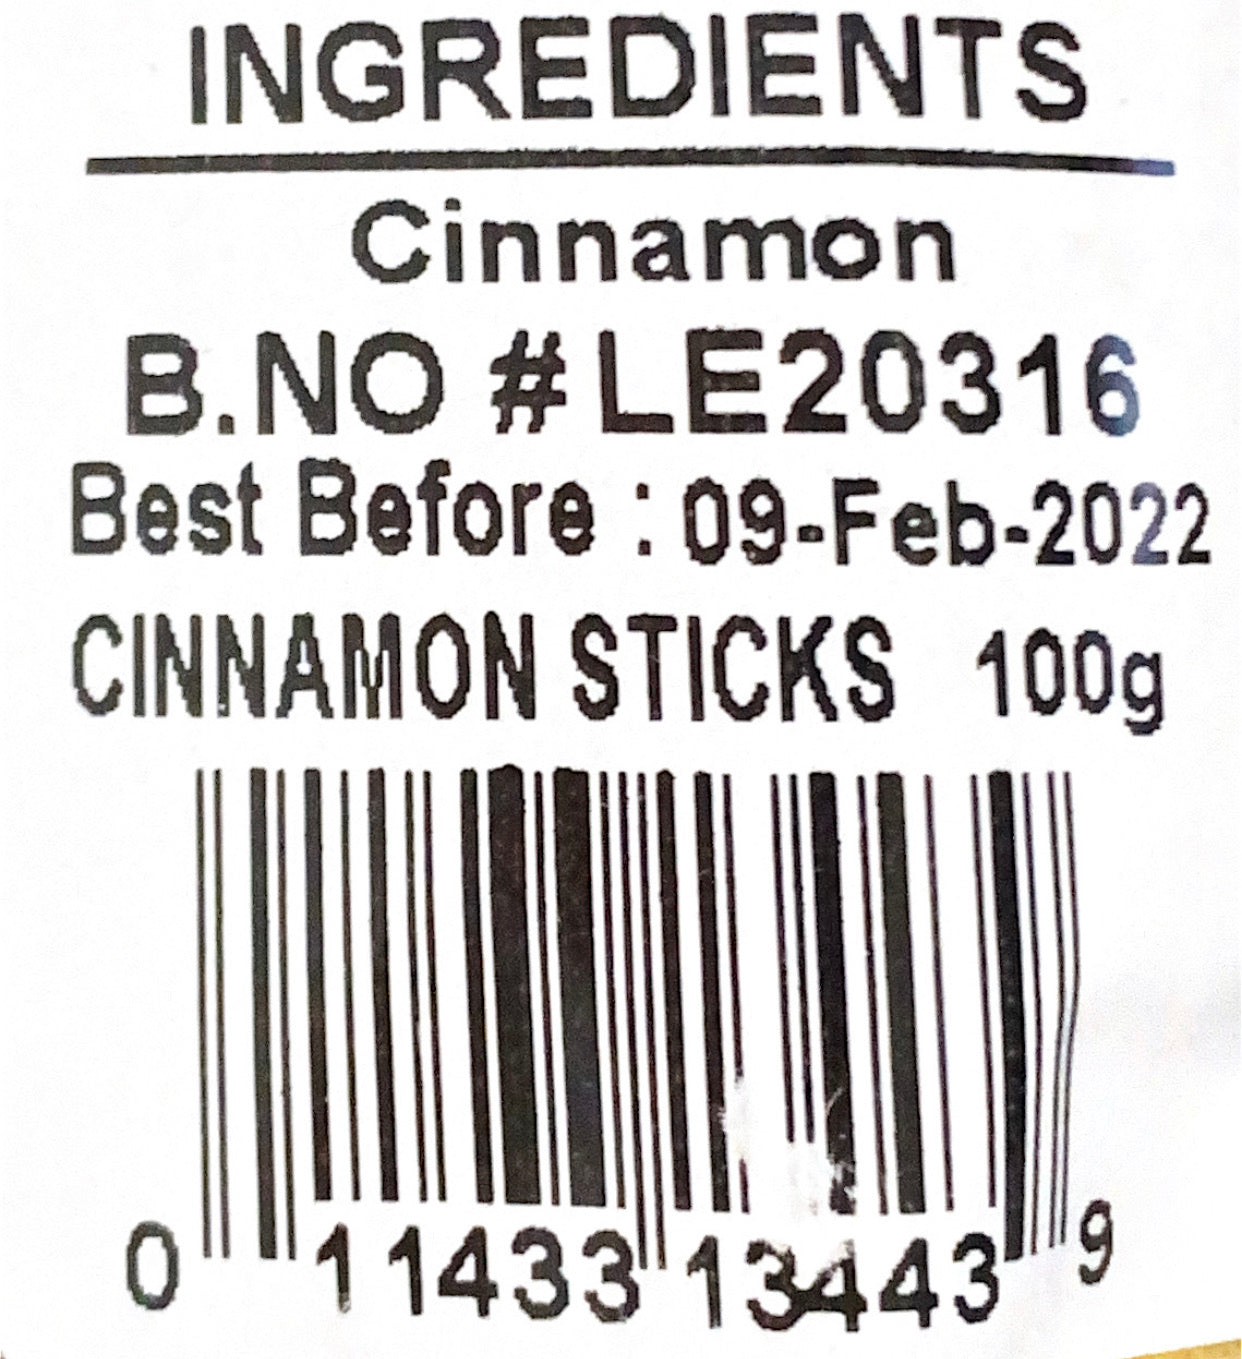 INGREDIENTS
Cinnamon
B.NO #LE20316
Best Before : 09-Feb-2022
CINNAMON STICKS 100g
0 11433 13443 9